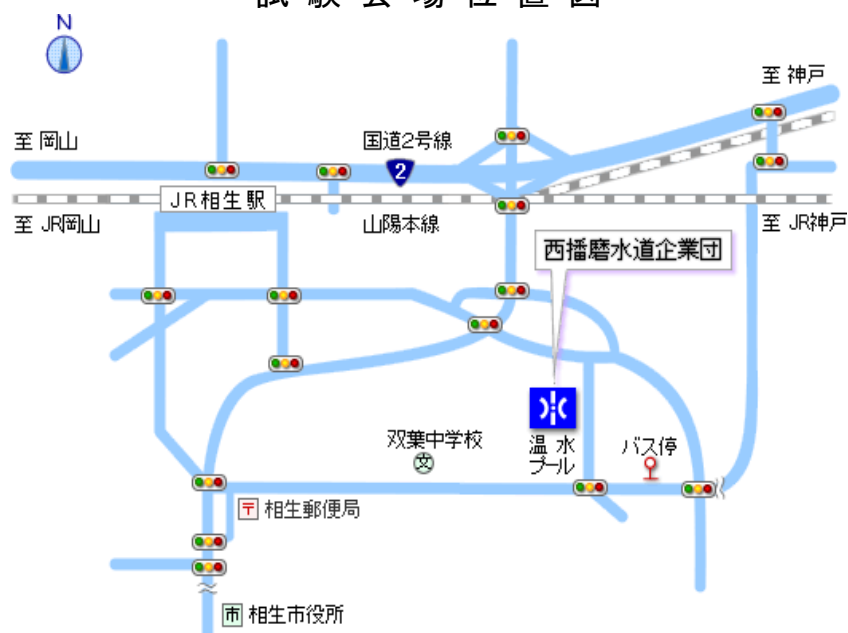 試験会場位置図
N
至 神戸
至 岡山
国道2号線
2
JR相生駅
至 JR岡山
山陽本線
至 JR神戸
西播磨水道企業団
双葉中学校
文
温水
プール
バス停
〒 相生郵便局
市 相生市役所